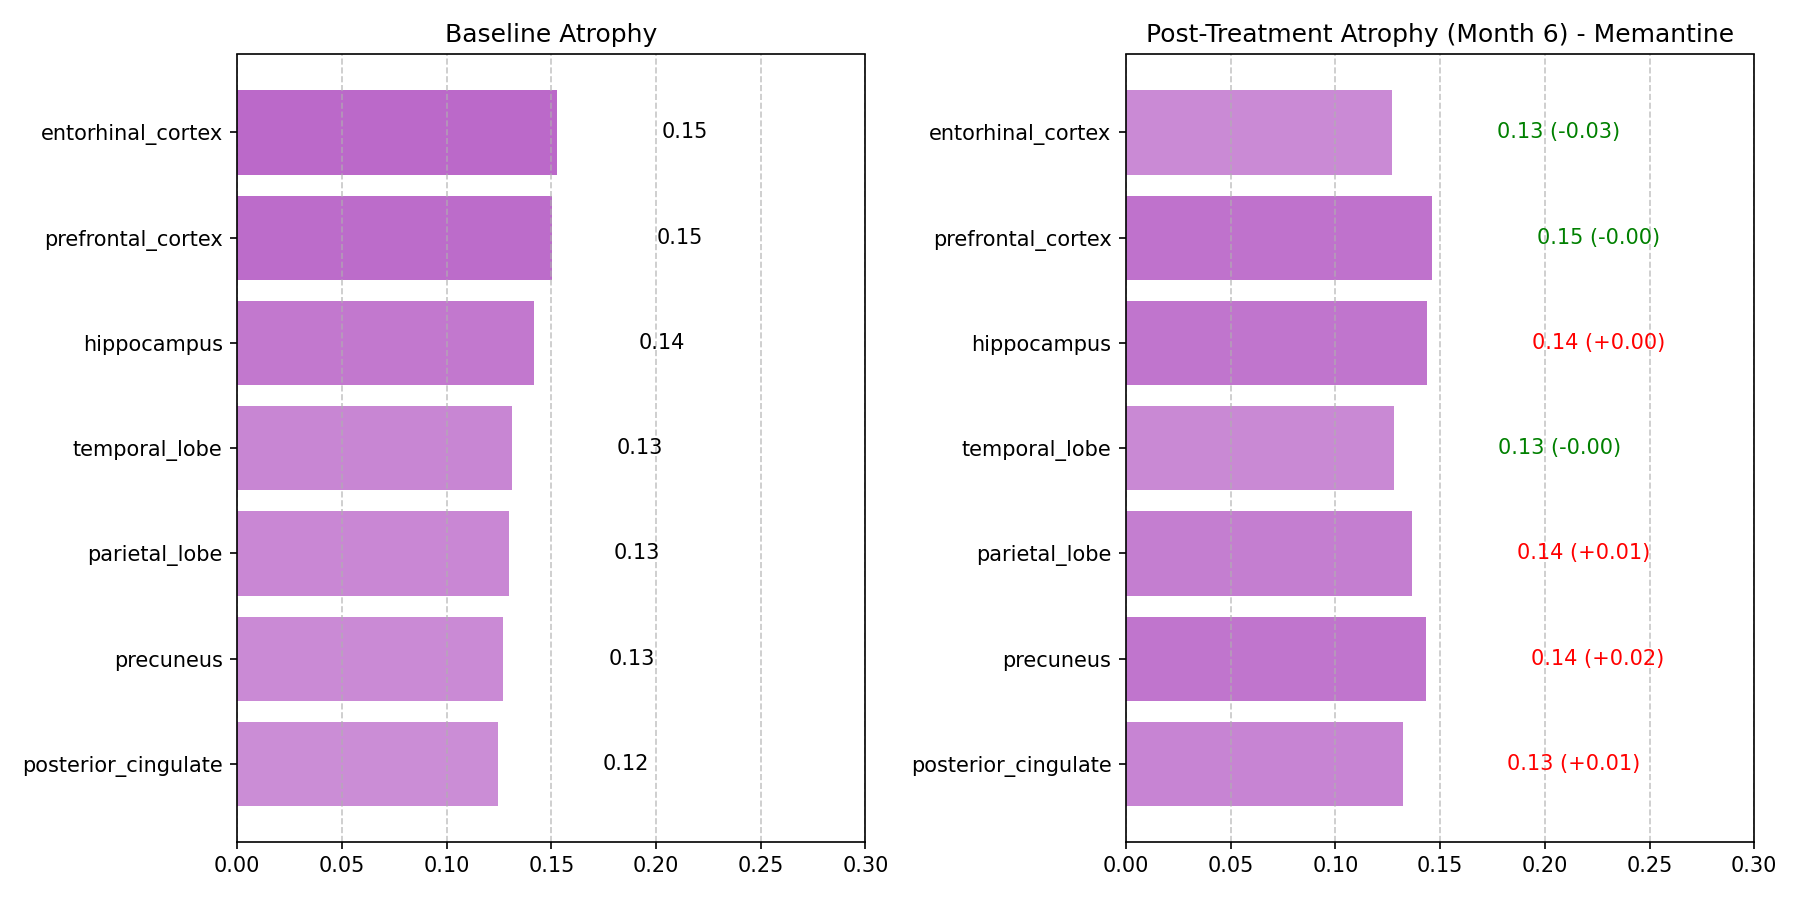 Baseline Atrophy
entorhinal_cortex 0.15
prefrontal_cortex 0.15
hippocampus 0.14
temporal_lobe 0.13
parietal_lobe 0.13
precuneus 0.13
posterior_cingulate 0.12
0.00 0.05 0.10 0.15 0.20 0.25 0.30
Post-Treatment Atrophy (Month 6) - Memantine
entorhinal_cortex 0.13 (-0.03)
prefrontal_cortex 0.15 (-0.00)
hippocampus 0.14 (+0.00)
temporal_lobe 0.13 (-0.00)
parietal_lobe 0.14 (+0.01)
precuneus 0.14 (+0.02)
posterior_cingulate 0.13 (+0.01)
0.00 0.05 0.10 0.15 0.20 0.25 0.30